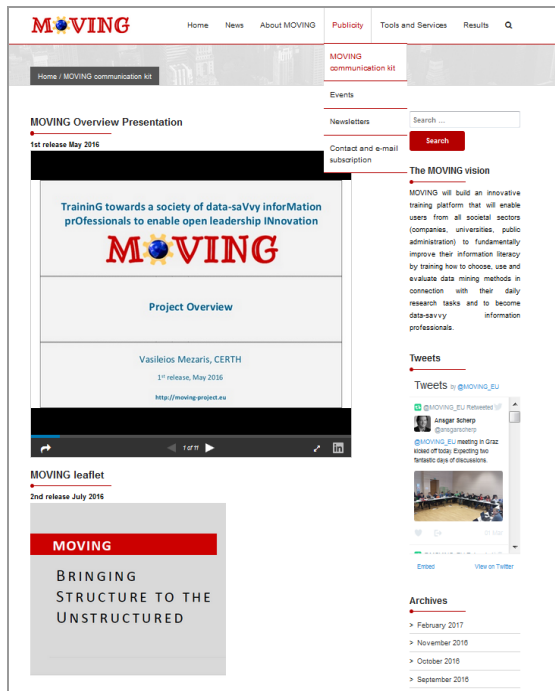 MOVING
Home News About MOVING Publicity Tools and Services Results
MOVING
communication kit
Events
Newsletters
Contact and e-mail
subscription
Home / MOVING communication kit
MOVING Overview Presentation
1st release May 2016
TraininG towards a society of data-saVvy inforMation
prOfessionals to enable open leadership INnovation
MOVING
Project Overview
Vasileios Mezaris, CERTH
1st release, May 2016
http://moving-project.eu
1 of 11
MOVING leaflet
2nd release July 2016
MOVING
BRINGING
STRUCTURE TO THE
UNSTRUCTURED
Search ...
Search
The MOVING vision
MOVING will build an innovative
training platform that will enable
users from all societal sectors
(companies, universities, public
administration) to fundamentally
improve their information literacy
by training how to choose, use and
evaluate data mining methods in
connection with their daily
research tasks and to become
data-savvy information
professionals.
Tweets
Tweets by @MOVING_EU
@MOVING_EU Retweeted
Ansgar Scherp
@ansgarscherp
@MOVING_EU meeting in Graz
kicked off today. Expecting two
fantastic days of discussions.
Embed View on Twitter
Archives
> February 2017
> November 2016
> October 2016
> September 2016